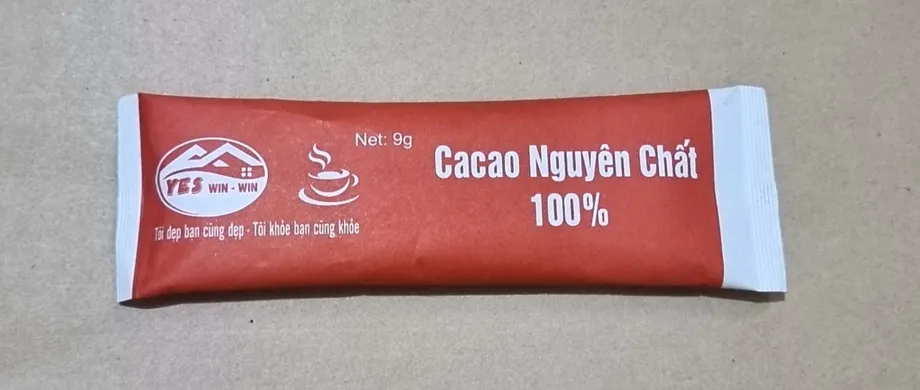 YES WIN - WIN
Tôi đẹp bạn cũng đẹp - Tôi khỏe bạn cũng khỏe
Net: 9g
Cacao Nguyên Chất
100%